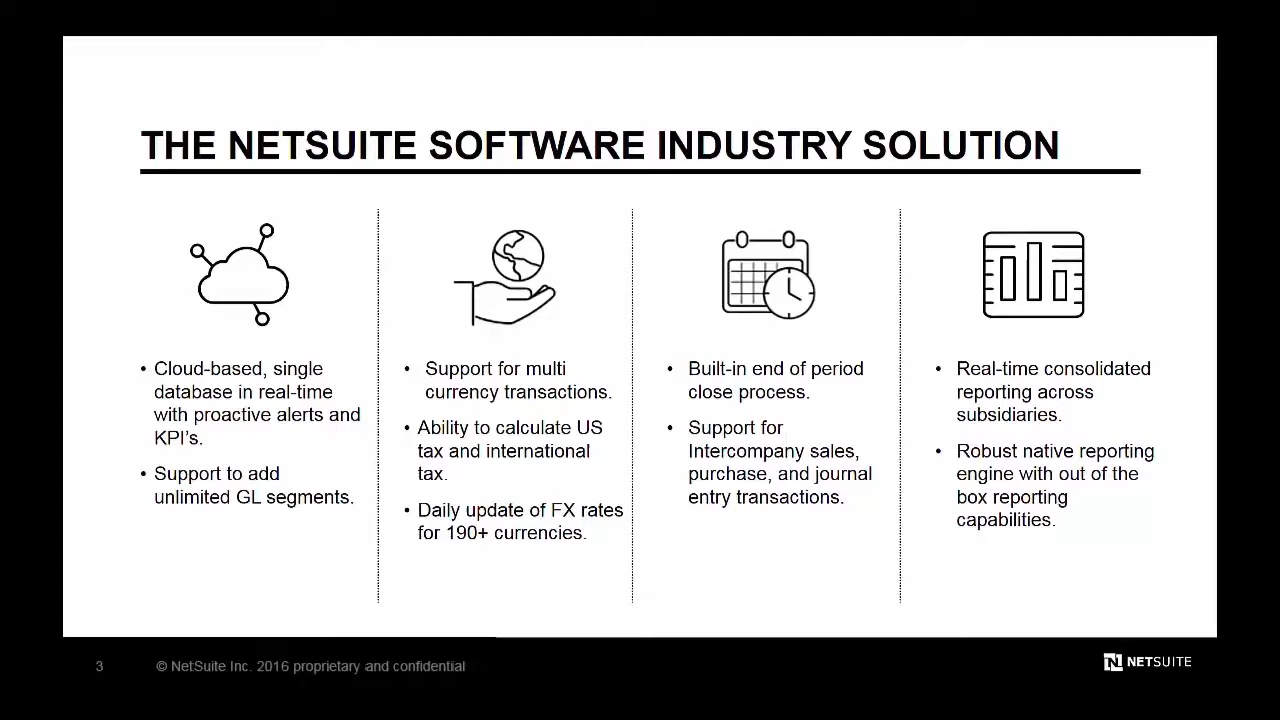 THE NETSUITE SOFTWARE INDUSTRY SOLUTION
• Cloud-based, single
database in real-time
with proactive alerts and
KPI's.
• Support to add
unlimited GL segments.
• Support for multi
currency transactions.
• Ability to calculate US
tax and international
tax.
• Daily update of FX rates
for 190+ currencies.
• Built-in end of period
close process.
• Support for
Intercompany sales,
purchase, and journal
entry transactions.
• Real-time consolidated
reporting across
subsidiaries.
• Robust native reporting
engine with out of the
box reporting
capabilities.
3
© NetSuite Inc. 2016 proprietary and confidential
N NETSUITE